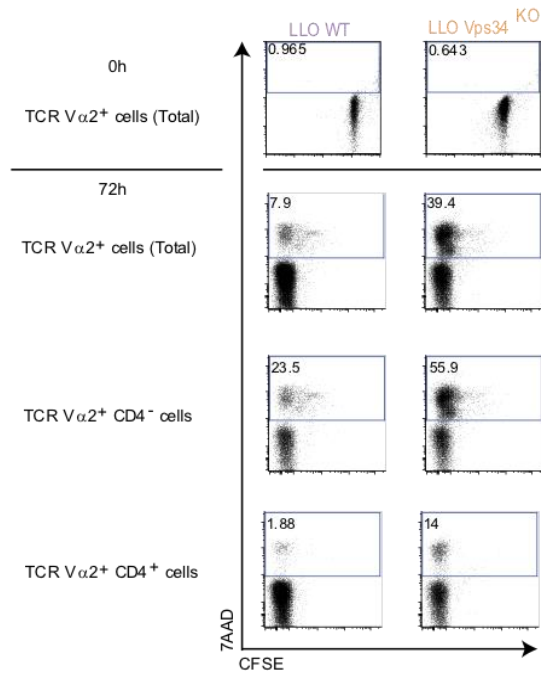 LLO WT LLO Vps34 KO
0h
TCR Vα2⁺ cells (Total)
0.965 0.643
72h
TCR Vα2⁺ cells (Total)
7.9 39.4
TCR Vα2⁺ CD4⁻ cells
23.5 55.9
TCR Vα2⁺ CD4⁺ cells
1.88 14
7AAD
CFSE